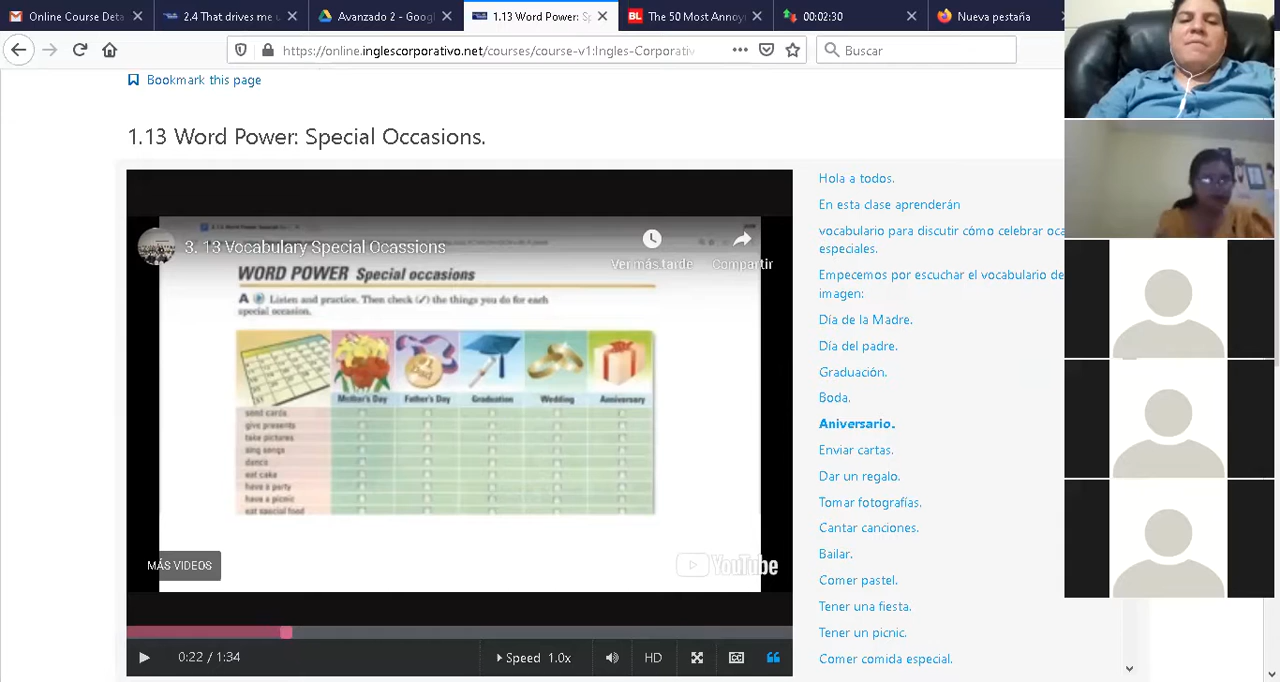 Online Course Deta
2.4 That drives me u
Avanzado 2 - Goog
1.13 Word Power: Sp
The 50 Most Annoy
00:02:30
Nueva pestaña
https://online.inglescorporativo.net/courses/course-v1:Ingles-Corporativ
Buscar
Bookmark this page
1.13 Word Power: Special Occasions.
3. 13 Vocabulary Special Ocassions
Ver más tarde
Compartir
WORD POWER Special occasions
A Listen and practice. Then check (✓) the things you do for each
special occasion.
Mother's Day Father's Day Graduation Wedding Anniversary
send cards
give presents
take pictures
sing songs
dance
eat cake
have a party
have a picnic
eat special food
MÁS VIDEOS
YouTube
0:22 / 1:34
Speed 1.0x
HD
Hola a todos.
En esta clase aprenderán
vocabulario para discutir cómo celebrar oca
especiales.
Empecemos por escuchar el vocabulario de
imagen:
Día de la Madre.
Día del padre.
Graduación.
Boda.
Aniversario.
Enviar cartas.
Dar un regalo.
Tomar fotografías.
Cantar canciones.
Bailar.
Comer pastel.
Tener una fiesta.
Tener un picnic.
Comer comida especial.